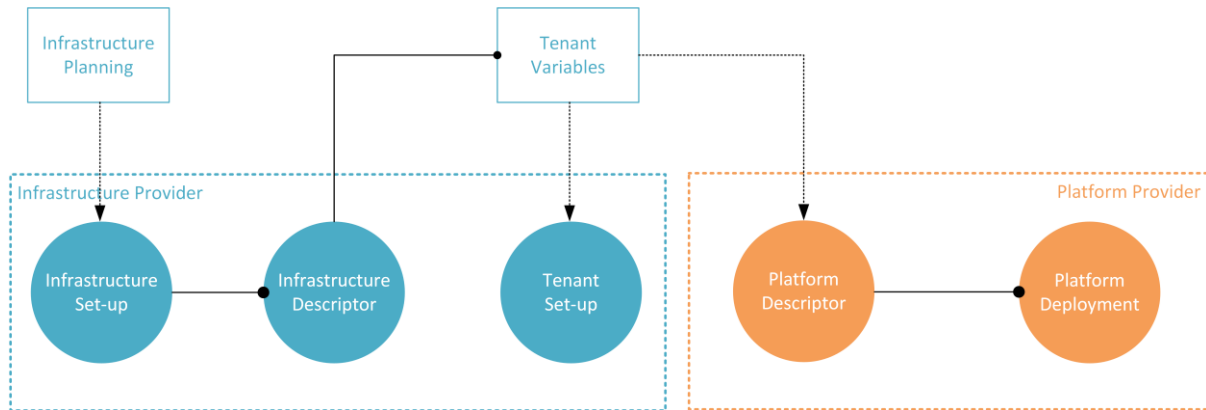 Infrastructure
Planning
Tenant
Variables
Infrastructure Provider
Platform Provider
Infrastructure
Set-up
Infrastructure
Descriptor
Tenant
Set-up
Platform
Descriptor
Platform
Deployment